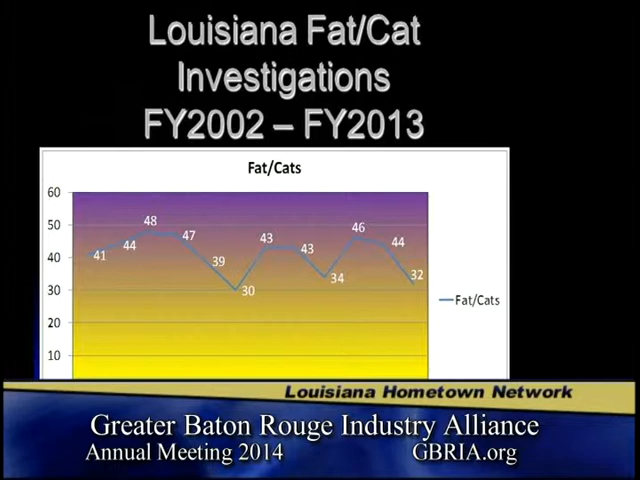 Louisiana Fat/Cat
Investigations
FY2002 – FY2013
Fat/Cats
60
50
40
30
20
10
41
44
48
47
39
30
43
43
34
46
44
32
Fat/Cats
Louisiana Hometown Network
Greater Baton Rouge Industry Alliance
Annual Meeting 2014 GBRIA.org